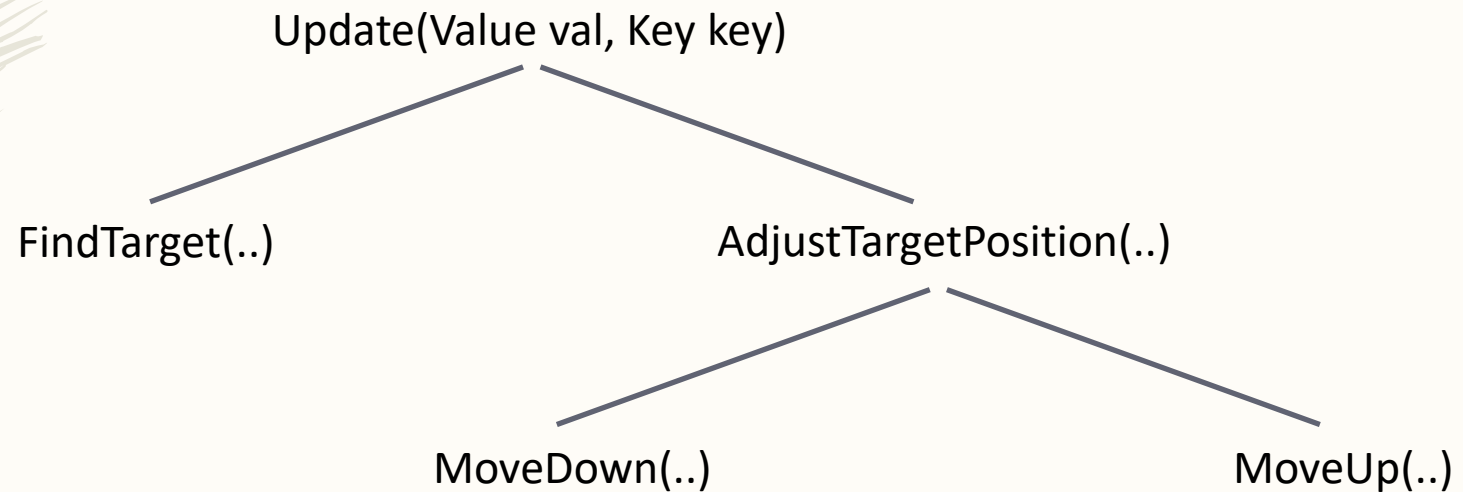 Update(Value val, Key key)
FindTarget(..)
AdjustTargetPosition(..)
MoveDown(..)
MoveUp(..)